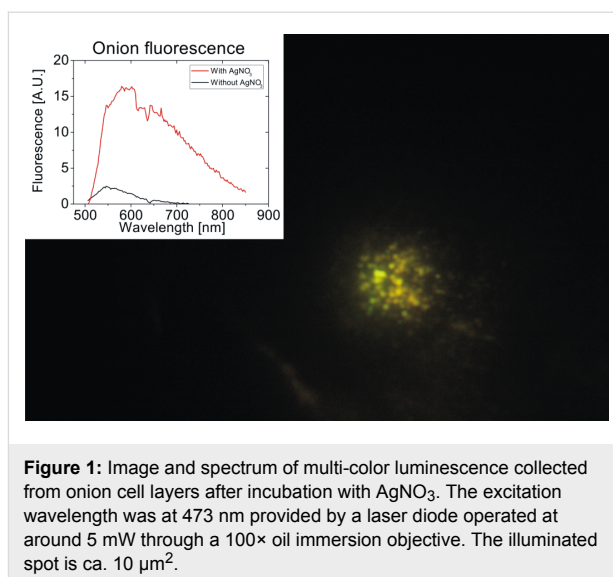 Onion fluorescence
With AgNO₃
Without AgNO₃
Fluorescence [A.U.]
20
15
10
5
0
500 600 700 800 900
Wavelength [nm]
Figure 1: Image and spectrum of multi-color luminescence collected
from onion cell layers after incubation with AgNO₃. The excitation
wavelength was at 473 nm provided by a laser diode operated at
around 5 mW through a 100× oil immersion objective. The illuminated
spot is ca. 10 µm².